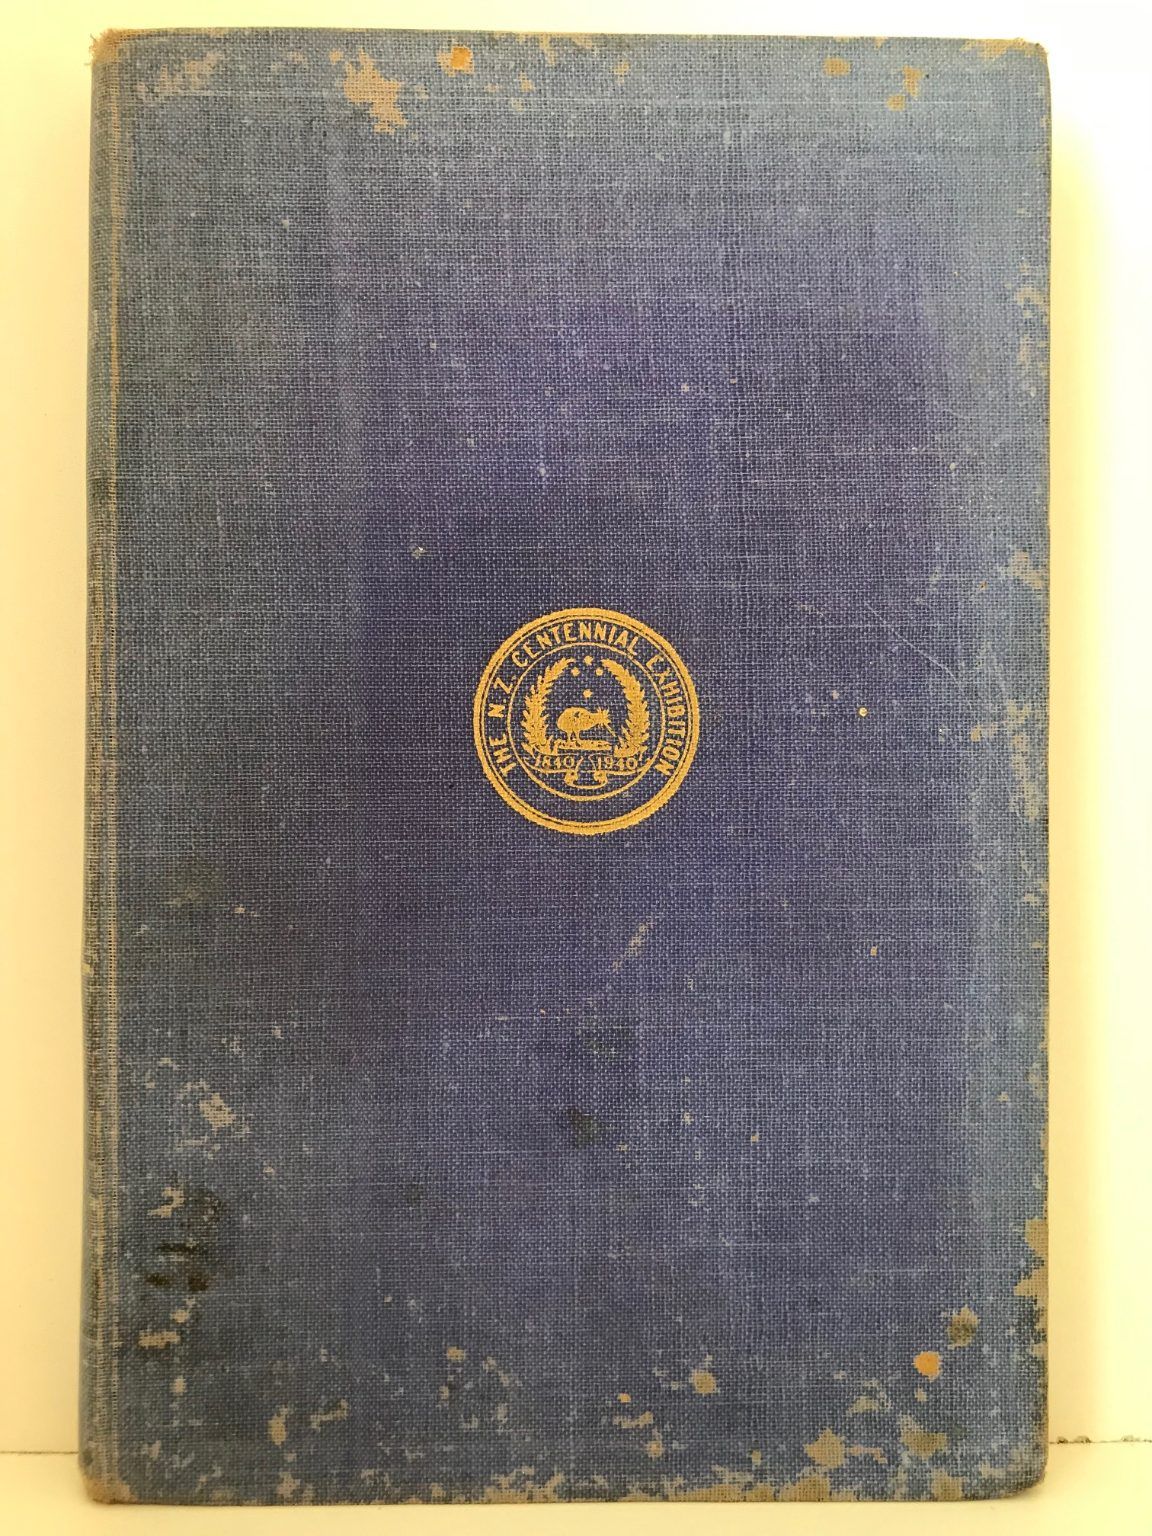 THE N.Z. CENTENNIAL EXHIBITION
1840 1940